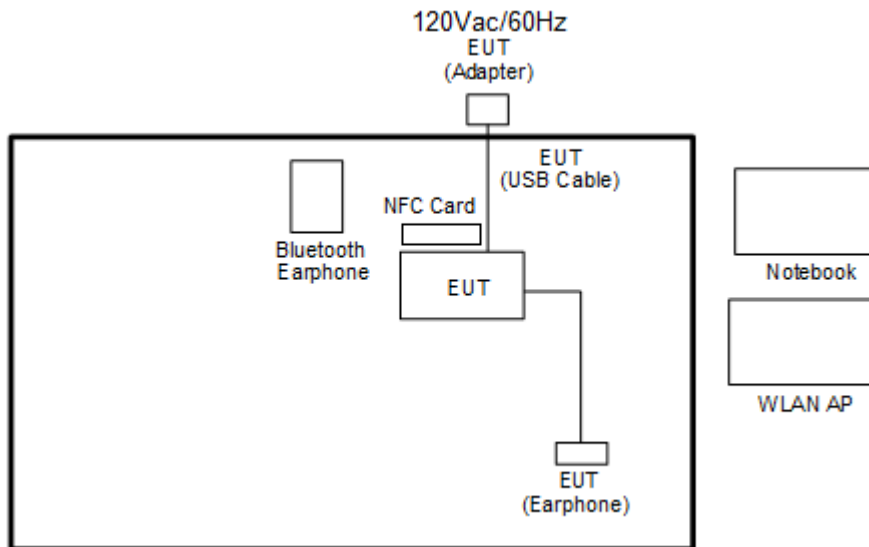 120Vac/60Hz
EUT
(Adapter)
EUT
(USB Cable)
NFC Card
Bluetooth
Earphone
EUT
Notebook
WLAN AP
EUT
(Earphone)